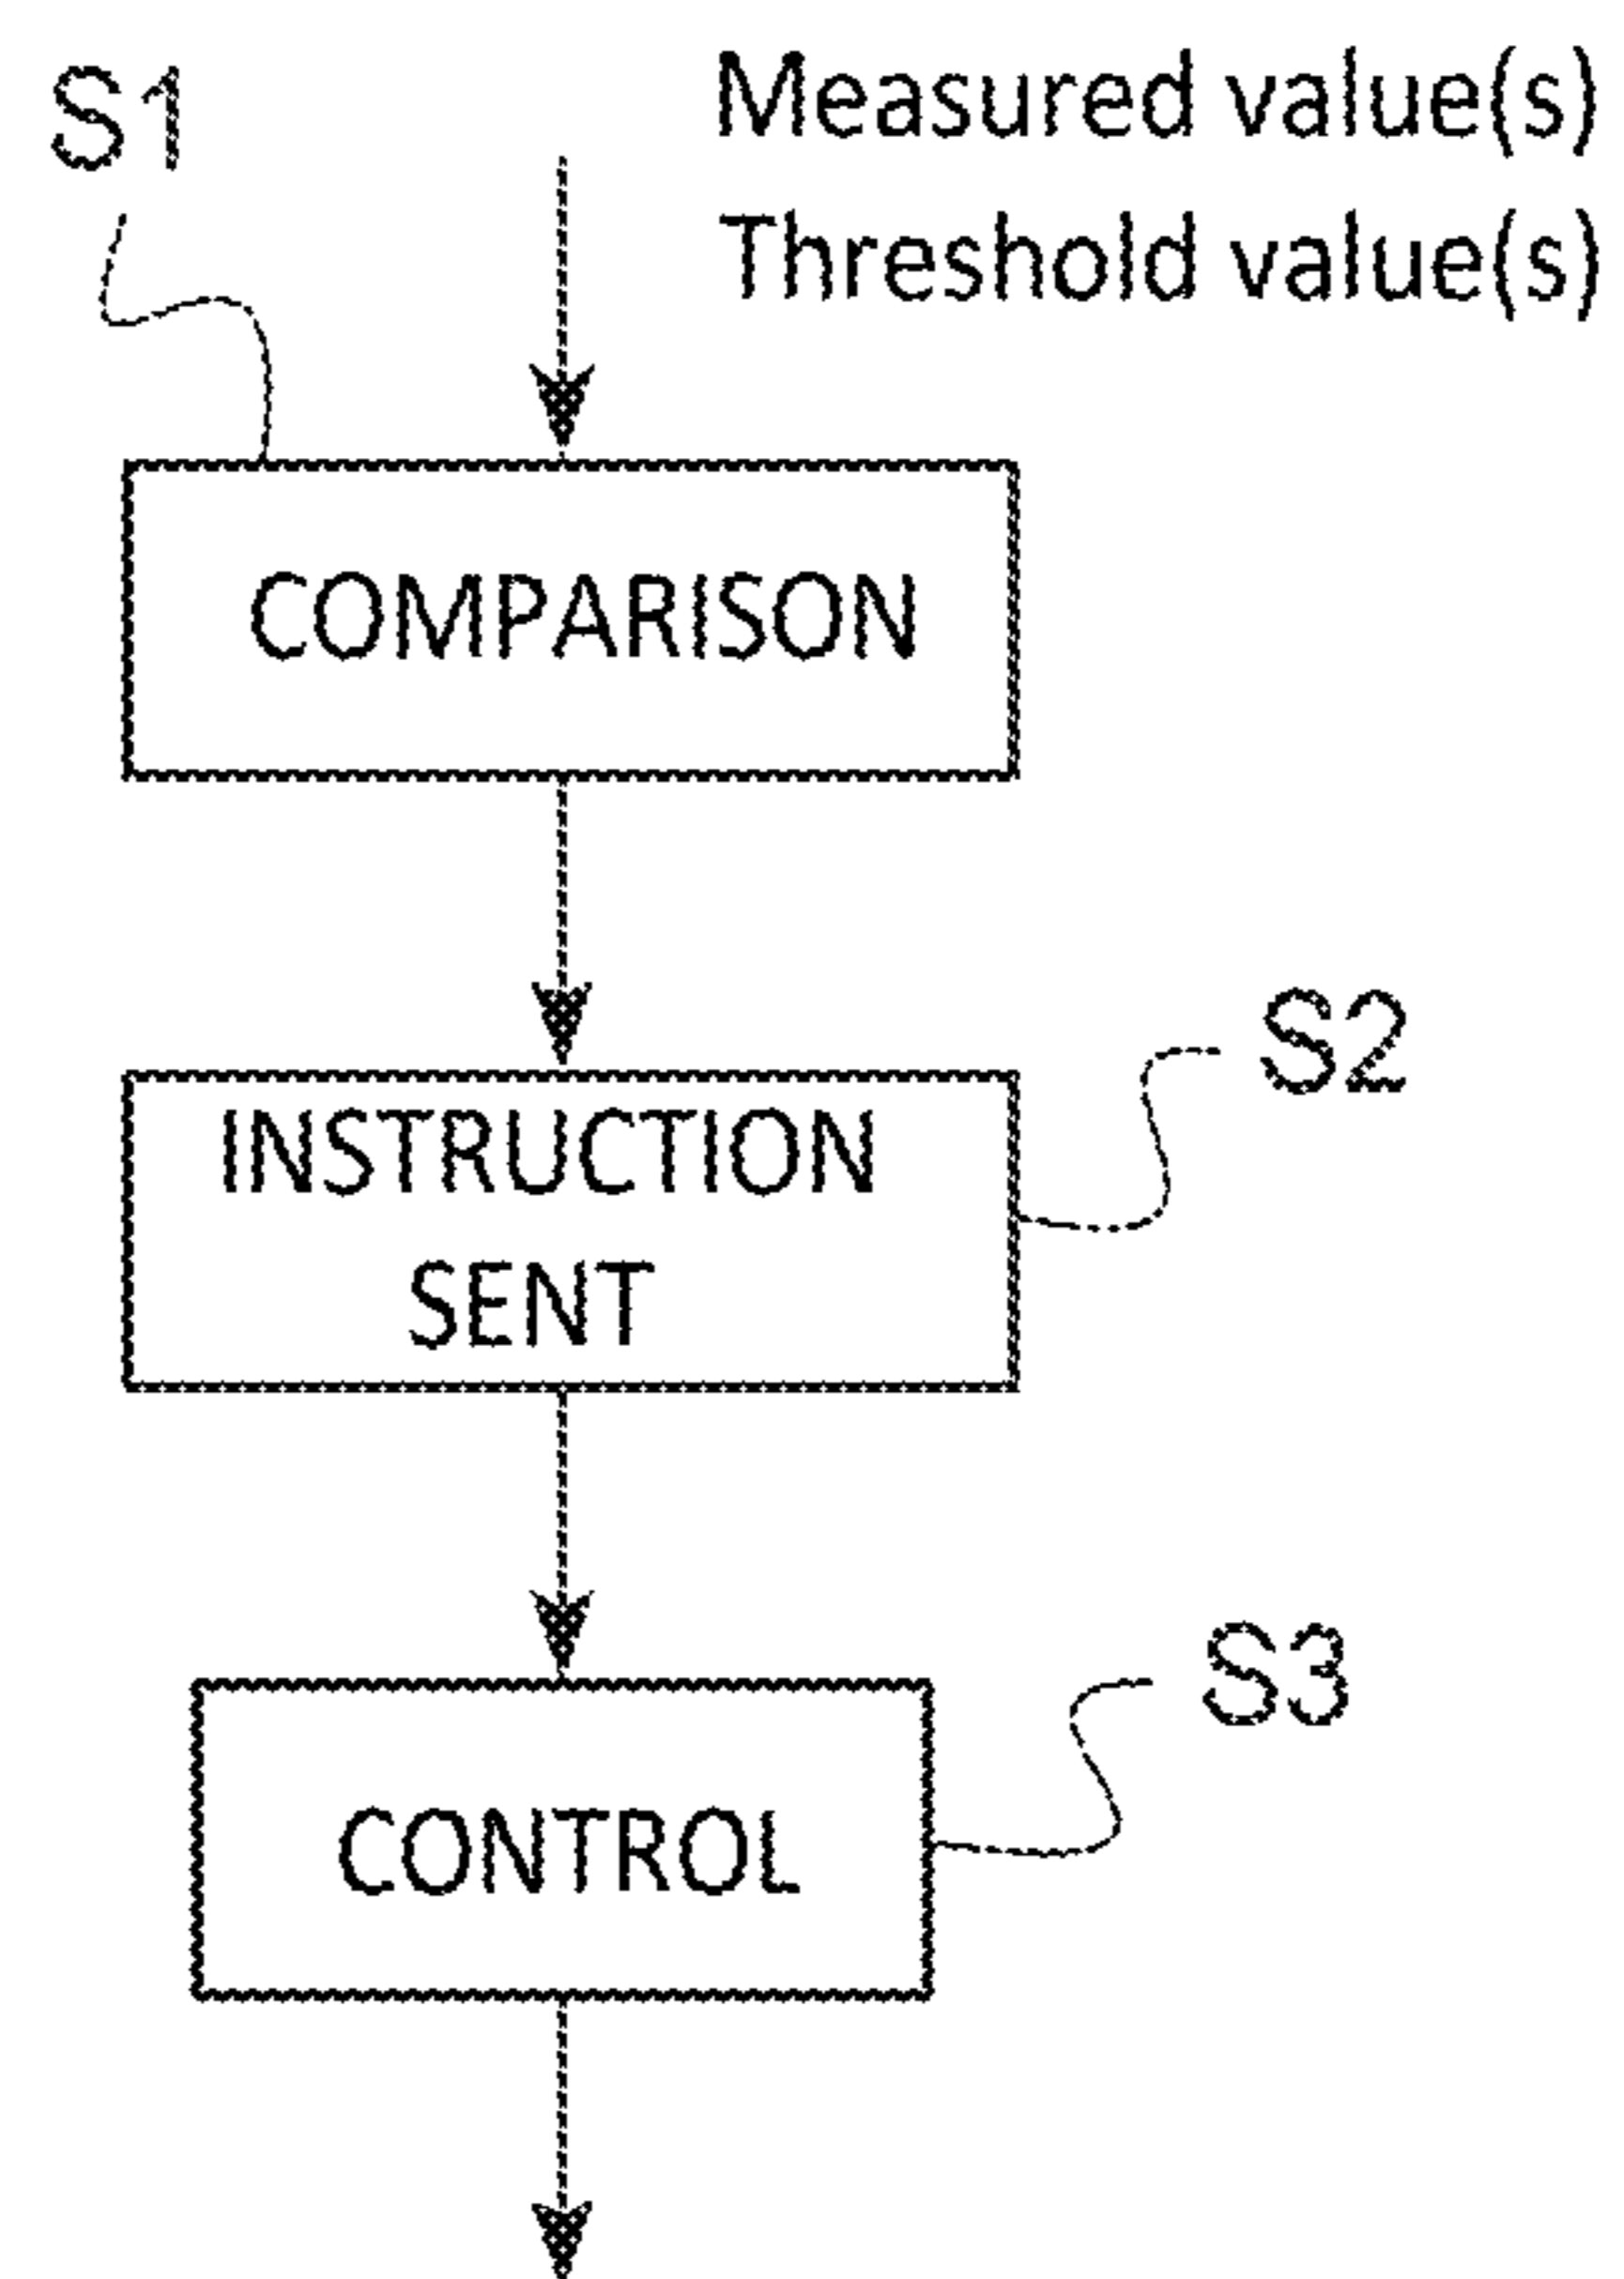 S1
Measured value(s)
Threshold value(s)
COMPARISON
S2
INSTRUCTION
SENT
S3
CONTROL